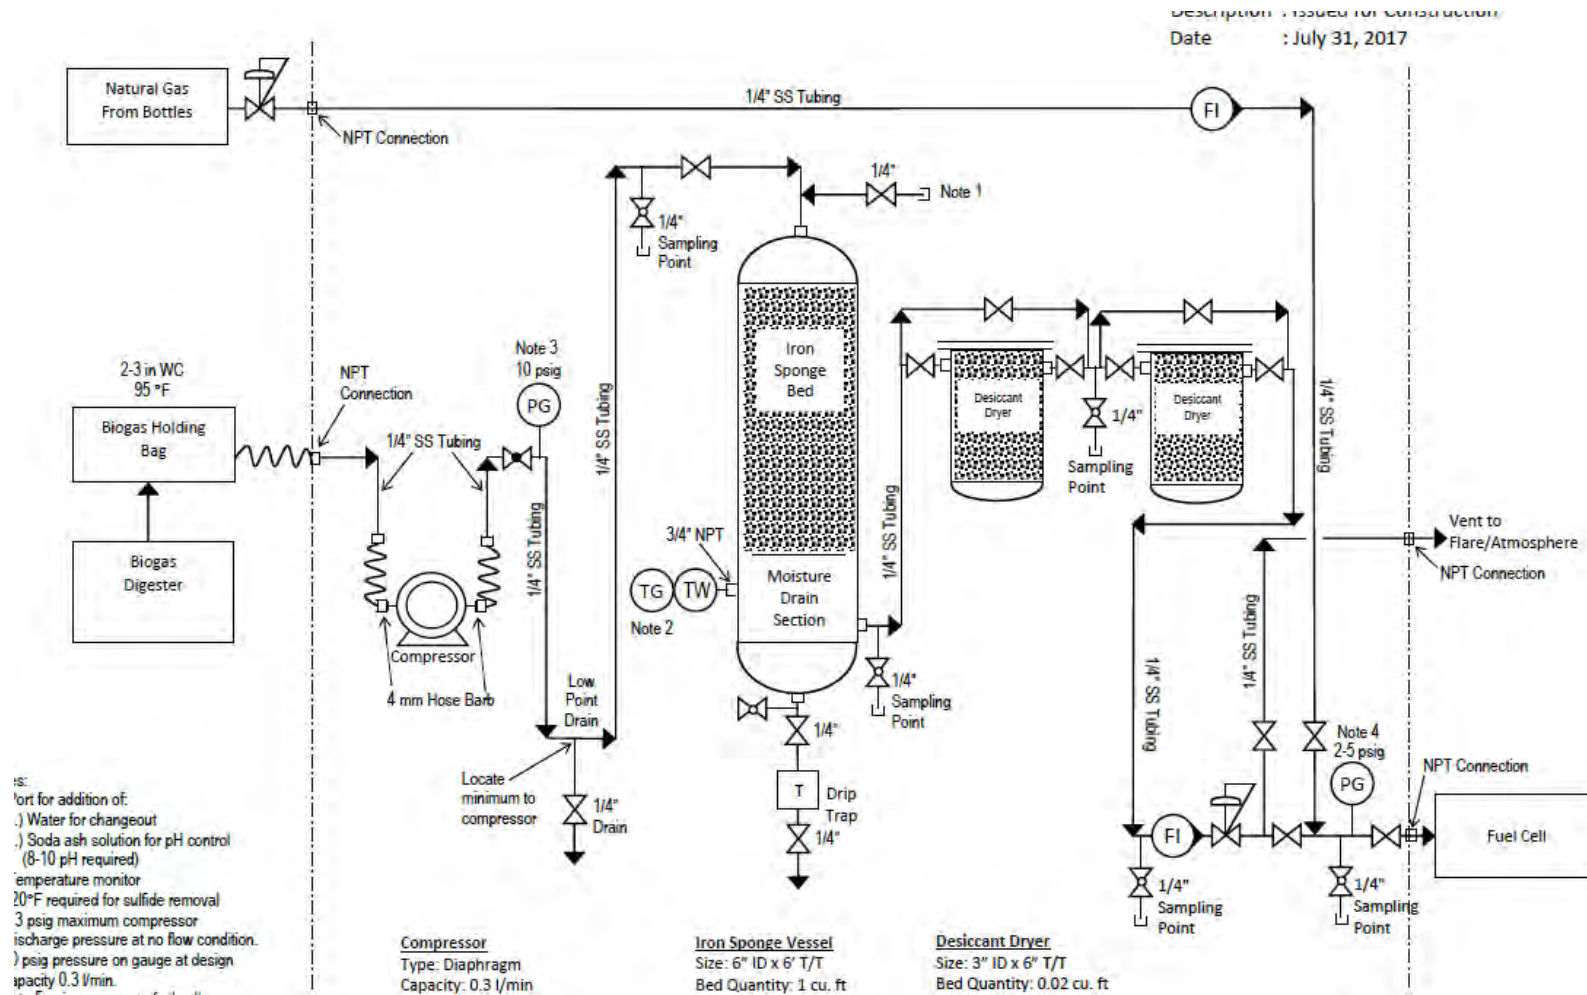 Description : Issued for Construction
Date : July 31, 2017
Natural Gas
From Bottles
NPT Connection
1/4" SS Tubing
FI
1/4"
Note 1
1/4"
Sampling
Point
1/4" SS Tubing
Iron
Sponge
Bed
Note 3
10 psig
PG
2-3 in WC
95 °F
NPT
Connection
Biogas Holding
Bag
1/4" SS Tubing
Biogas
Digester
Compressor
4 mm Hose Barb
1/4" SS Tubing
Low
Point
Drain
Locate
minimum to
compressor
1/4"
Drain
3/4" NPT
TG
TW
Note 2
Moisture
Drain
Section
1/4"
Sampling
Point
1/4"
T
Drip
Trap
1/4"
1/4" SS Tubing
Desiccant
Dryer
1/4"
Sampling
Point
Desiccant
Dryer
1/4" SS Tubing
Vent to
Flare/Atmosphere
NPT Connection
1/4" SS Tubing
1/4" SS Tubing
Note 4
2-5 psig
PG
NPT Connection
FI
Fuel Cell
1/4"
Sampling
Point
1/4"
Sampling
Point
es:
Port for addition of:
.) Water for changeout
.) Soda ash solution for pH control
(8-10 pH required)
emperature monitor
20°F required for sulfide removal
3 psig maximum compressor
ischarge pressure at no flow condition.
0 psig pressure on gauge at design
apacity 0.3 l/min.
Compressor
Type: Diaphragm
Capacity: 0.3 l/min
Iron Sponge Vessel
Size: 6" ID x 6' T/T
Bed Quantity: 1 cu. ft
Desiccant Dryer
Size: 3" ID x 6" T/T
Bed Quantity: 0.02 cu. ft